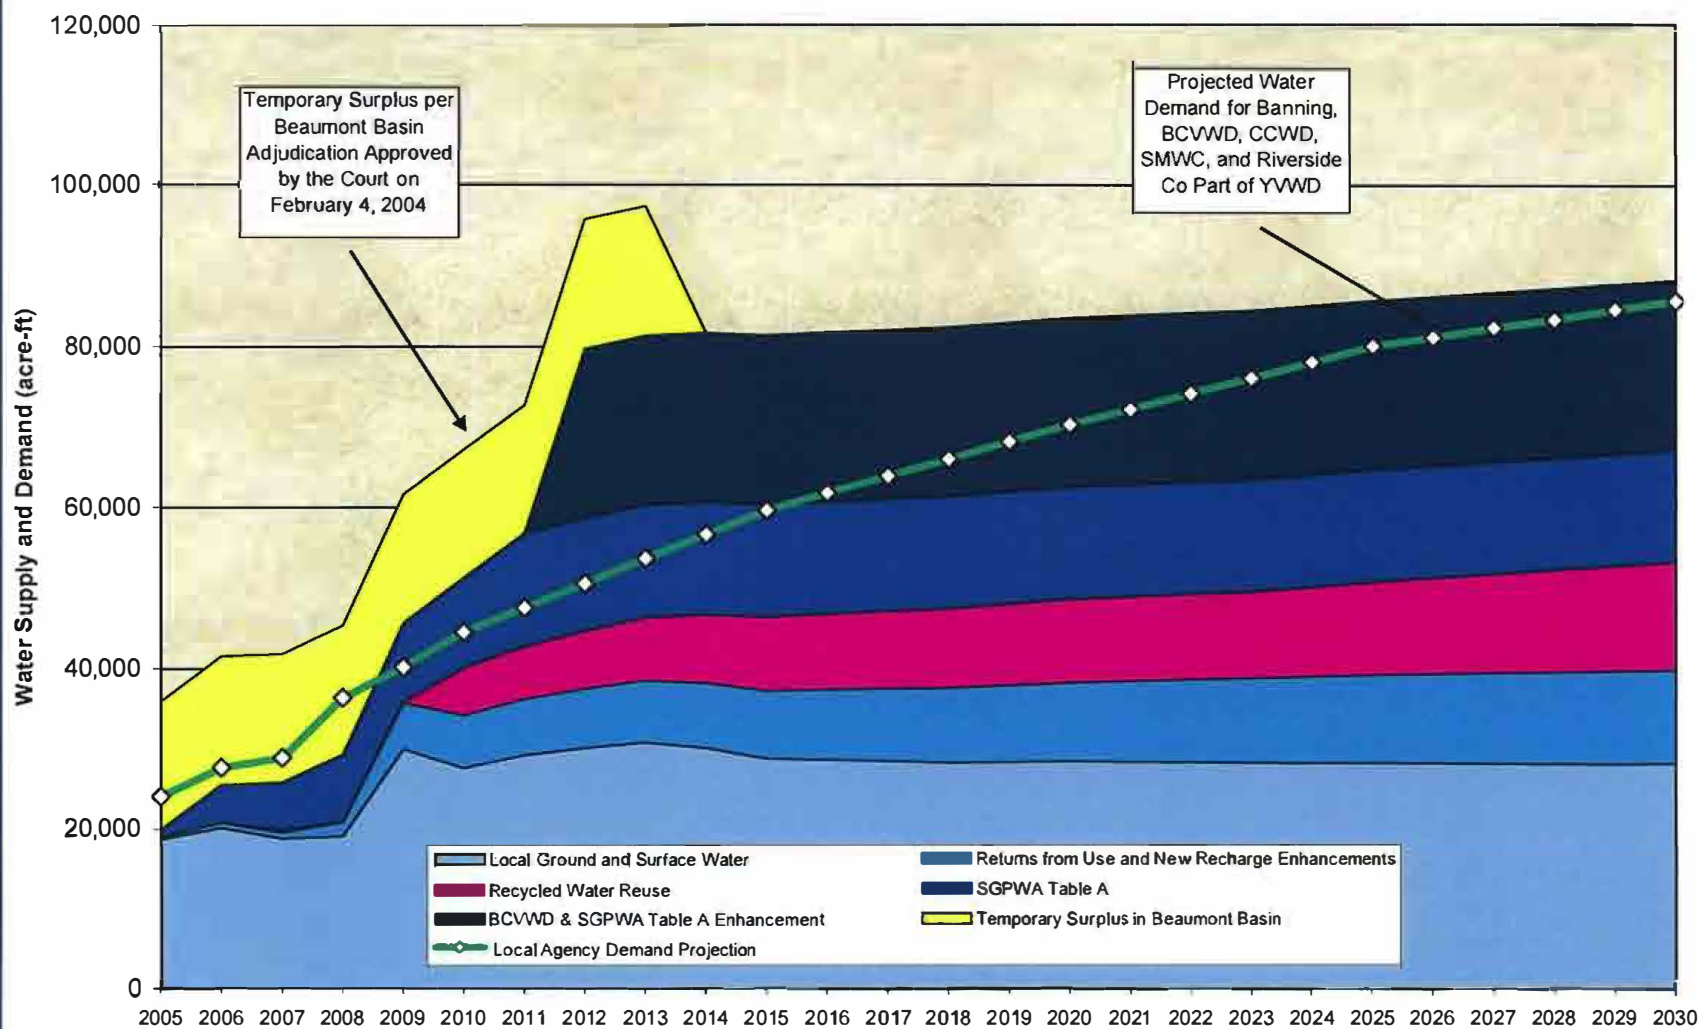 120,000
100,000
80,000
60,000
40,000
20,000
0
Water Supply and Demand (acre-ft)
Temporary Surplus per
Beaumont Basin
Adjudication Approved
by the Court on
February 4, 2004
Projected Water
Demand for Banning,
BCVWD, CCWD,
SMWC, and Riverside
Co Part of YVWD
Local Ground and Surface Water
Returns from Use and New Recharge Enhancements
Recycled Water Reuse
SGPWA Table A
BCVWD & SGPWA Table A Enhancement
Temporary Surplus in Beaumont Basin
Local Agency Demand Projection
2005 2006 2007 2008 2009 2010 2011 2012 2013 2014 2015 2016 2017 2018 2019 2020 2021 2022 2023 2024 2025 2026 2027 2028 2029 2030